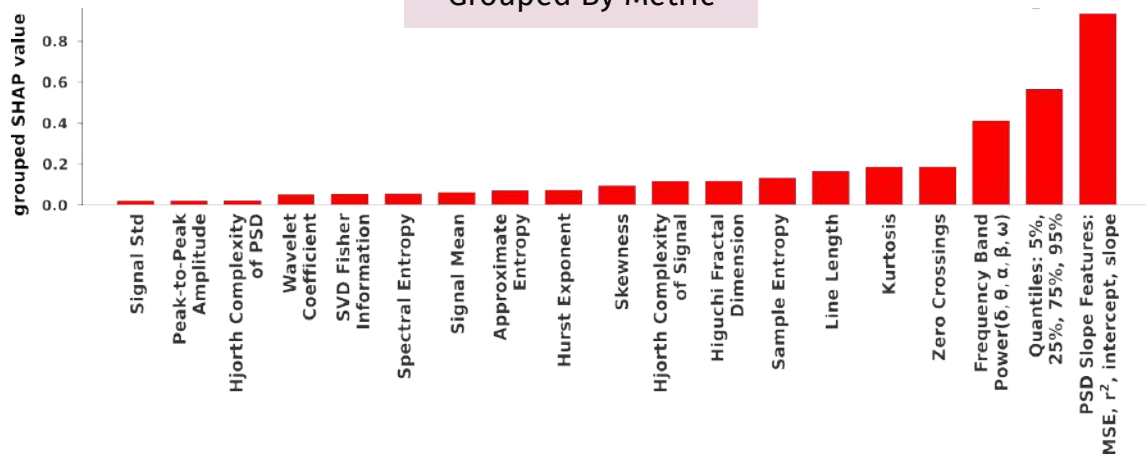 Grouped By Metric
grouped SHAP value
0.8
0.6
0.4
0.2
0.0
Signal Std
Peak-to-Peak
Amplitude
Hjorth Complexity
of PSD
Wavelet
Coefficient
SVD Fisher
Information
Spectral Entropy
Signal Mean
Approximate
Entropy
Hurst Exponent
Skewness
Hjorth Complexity
of Signal
Higuchi Fractal
Dimension
Sample Entropy
Line Length
Kurtosis
Zero Crossings
Frequency Band
Power(δ, θ, α, β, ω)
Quantiles: 5%,
25%, 75%, 95%
PSD Slope Features:
MSE, r², intercept, slope